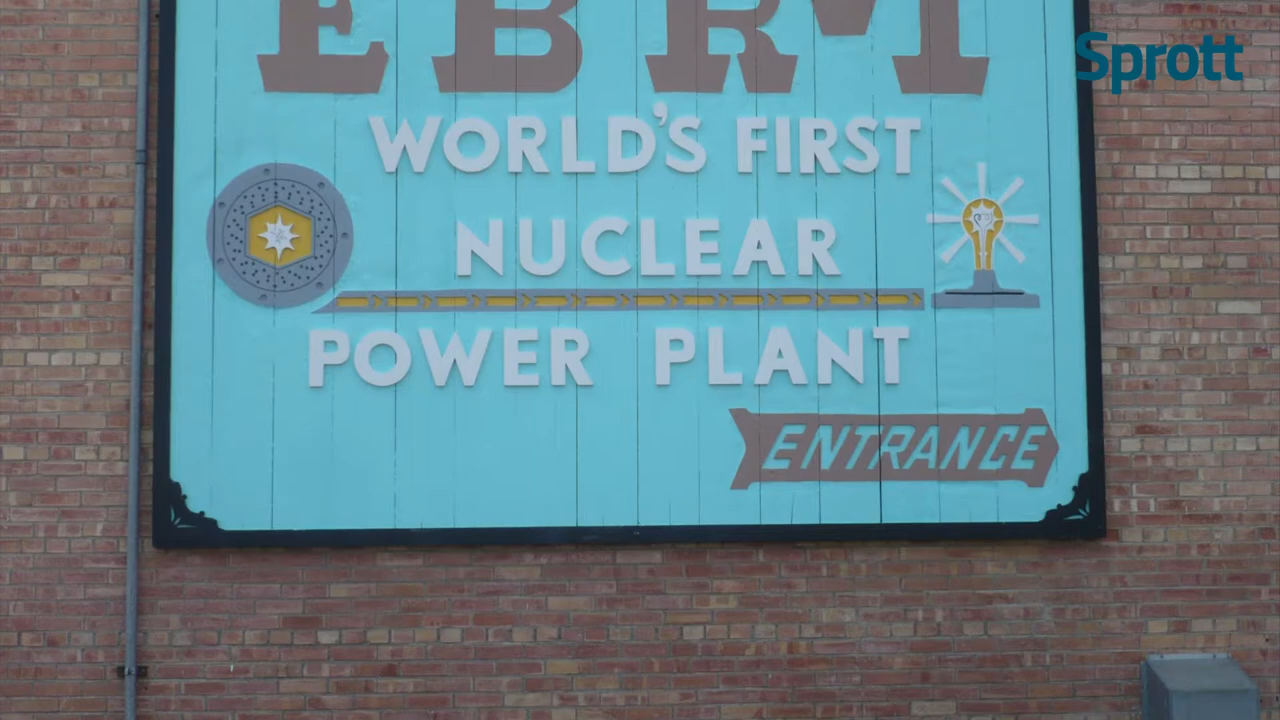 Sprott
EBR-I
WORLD'S FIRST
NUCLEAR
POWER PLANT
ENTRANCE